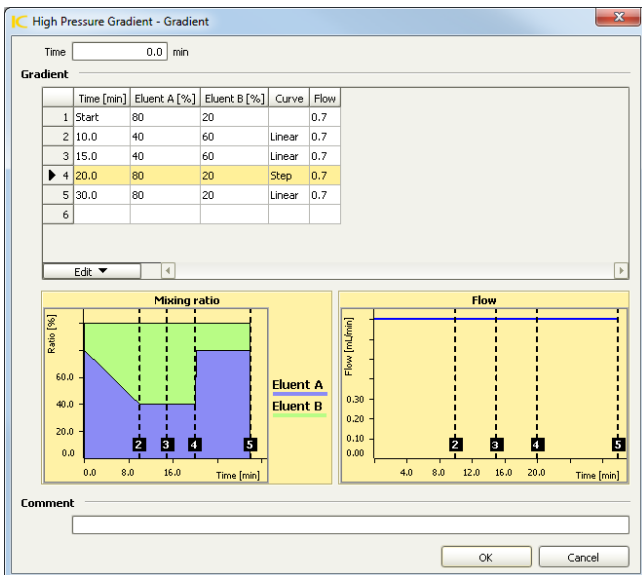 High Pressure Gradient - Gradient
Time 0.0 min
Gradient
Time [min] Eluent A [%] Eluent B [%] Curve Flow
1 Start 80 20 0.7
2 10.0 40 60 Linear 0.7
3 15.0 40 60 Linear 0.7
4 20.0 80 20 Step 0.7
5 30.0 80 20 Linear 0.7
6
Edit
Mixing ratio
Ratio [%]
60.0
40.0
20.0
0.0
2 3 4 5
0.0 8.0 16.0 Time [min]
Eluent A
Eluent B
Flow
Flow [mL/min]
0.30
0.20
0.10
0.00
2 3 4 5
4.0 8.0 12.0 16.0 20.0 Time [min]
Comment
OK Cancel